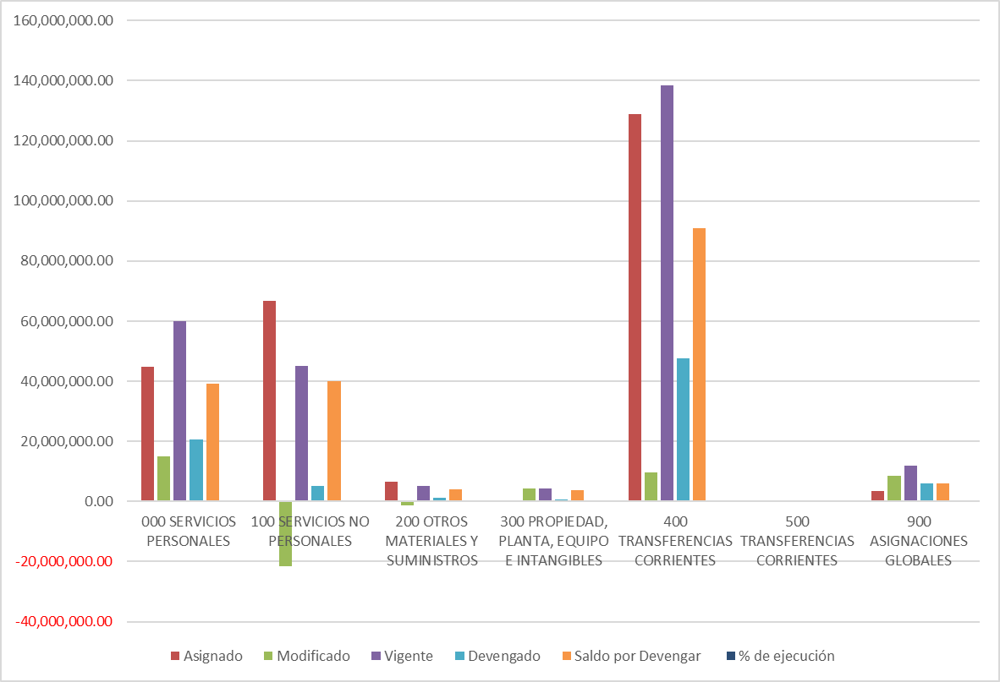 160,000,000.00
140,000,000.00
120,000,000.00
100,000,000.00
80,000,000.00
60,000,000.00
40,000,000.00
20,000,000.00
0.00
-20,000,000.00
-40,000,000.00
000 SERVICIOS
PERSONALES
100 SERVICIOS NO
PERSONALES
200 OTROS
MATERIALES Y
SUMINISTROS
300 PROPIEDAD,
PLANTA, EQUIPO
E INTANGIBLES
400
TRANSFERENCIAS
CORRIENTES
500
TRANSFERENCIAS
CORRIENTES
900
ASIGNACIONES
GLOBALES
Asignado
Modificado
Vigente
Devengado
Saldo por Devengar
% de ejecución